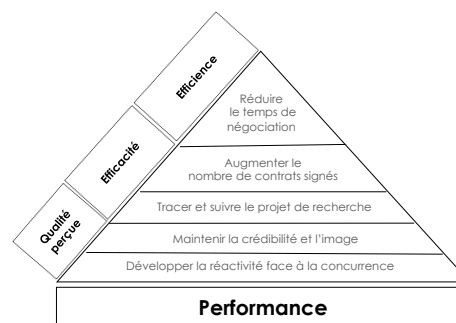 Efficience
Réduire
le temps de
négociation
Efficacité
Augmenter le
nombre de contrats signés
Tracer et suivre le projet de recherche
Qualité
perçue
Maintenir la crédibilité et l'image
Développer la réactivité face à la concurrence
Performance